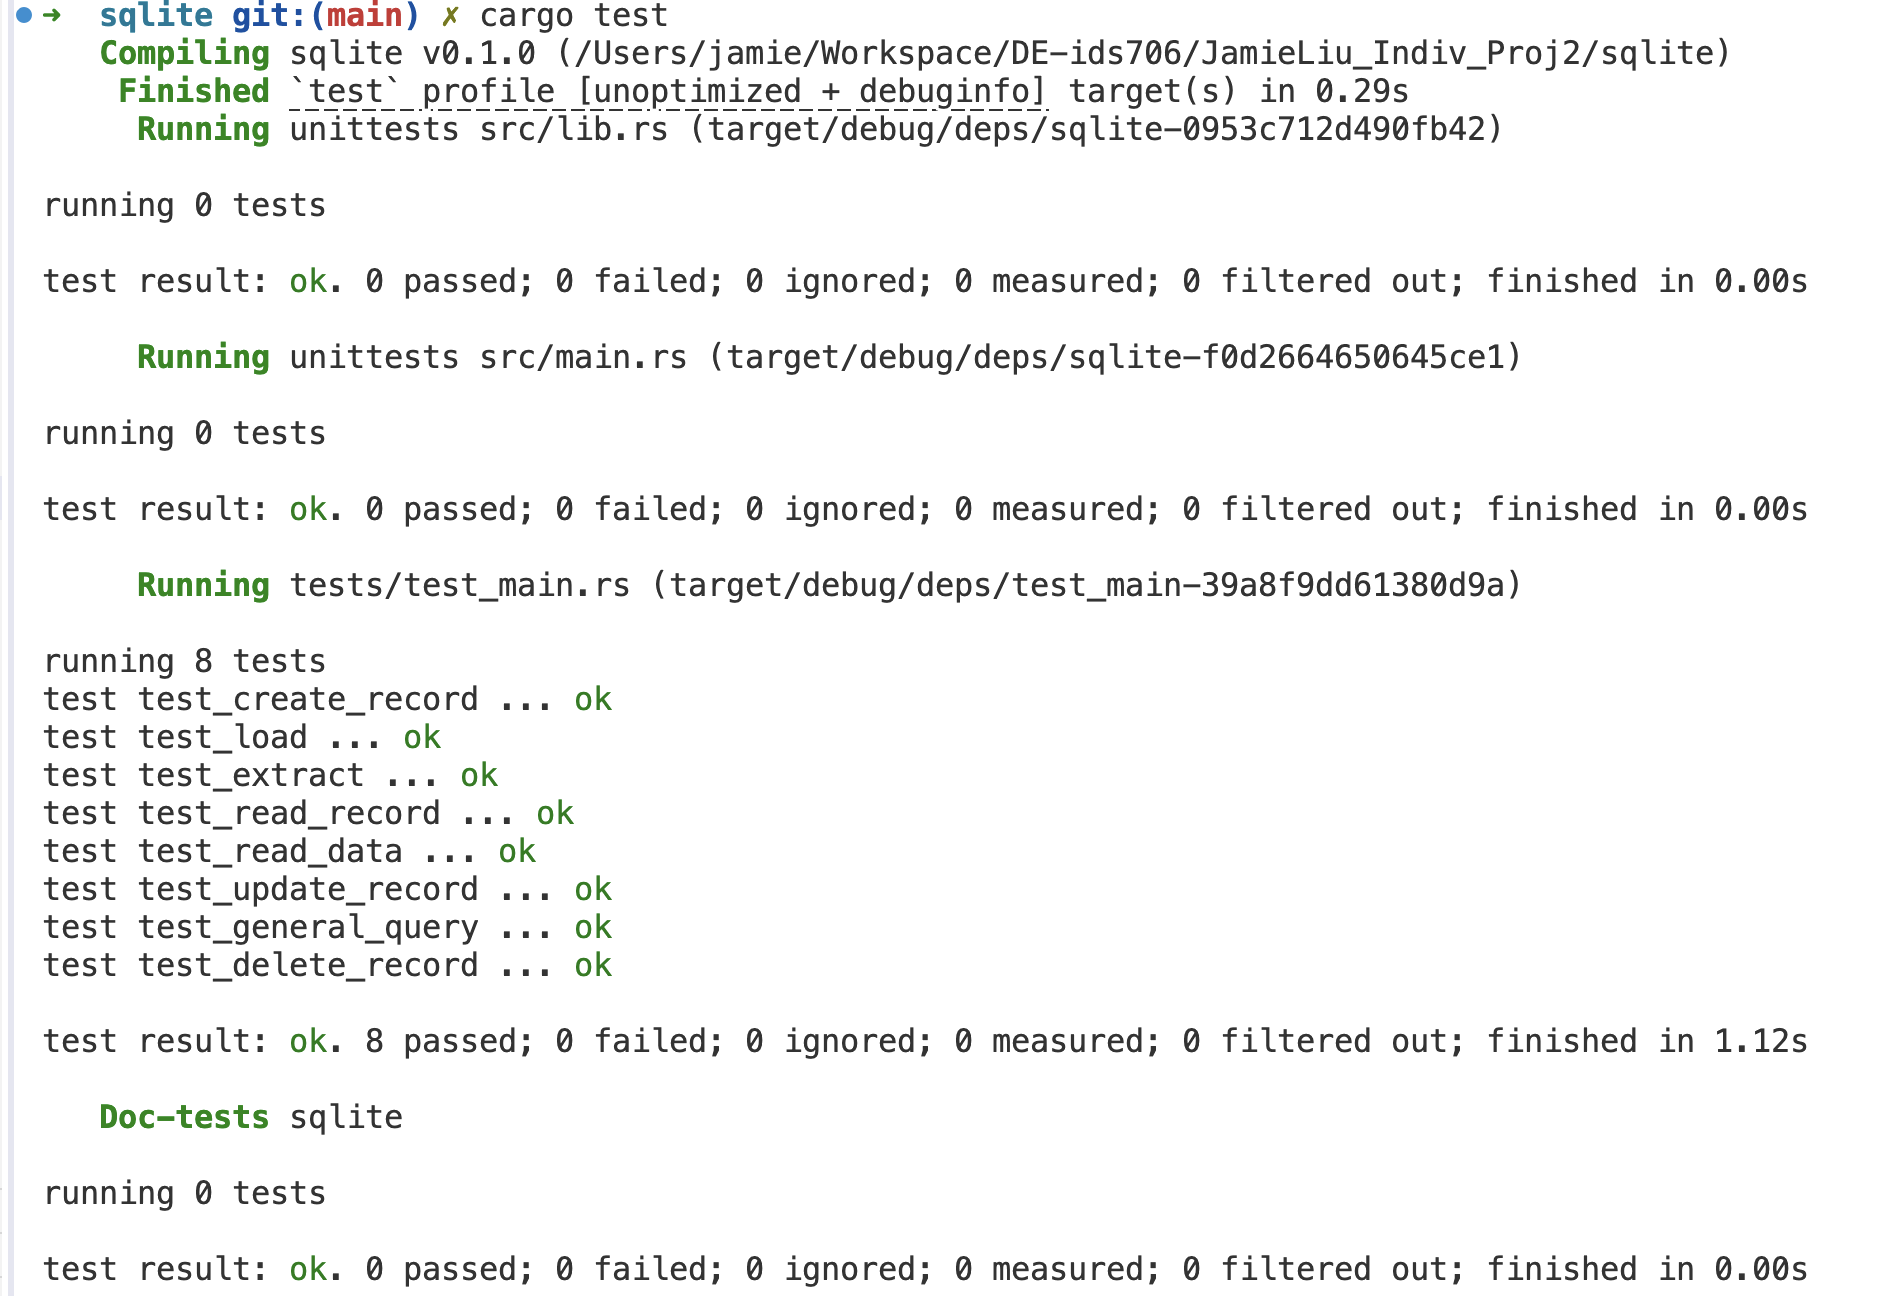 ➜  sqlite git:(main) ✗ cargo test
Compiling sqlite v0.1.0 (/Users/jamie/Workspace/DE-ids706/JamieLiu_Indiv_Proj2/sqlite)
Finished `test` profile [unoptimized + debuginfo] target(s) in 0.29s
Running unittests src/lib.rs (target/debug/deps/sqlite-0953c712d490fb42)
running 0 tests
test result: ok. 0 passed; 0 failed; 0 ignored; 0 measured; 0 filtered out; finished in 0.00s
Running unittests src/main.rs (target/debug/deps/sqlite-f0d2664650645ce1)
running 0 tests
test result: ok. 0 passed; 0 failed; 0 ignored; 0 measured; 0 filtered out; finished in 0.00s
Running tests/test_main.rs (target/debug/deps/test_main-39a8f9dd61380d9a)
running 8 tests
test test_create_record ... ok
test test_load ... ok
test test_extract ... ok
test test_read_record ... ok
test test_read_data ... ok
test test_update_record ... ok
test test_general_query ... ok
test test_delete_record ... ok
test result: ok. 8 passed; 0 failed; 0 ignored; 0 measured; 0 filtered out; finished in 1.12s
Doc-tests sqlite
running 0 tests
test result: ok. 0 passed; 0 failed; 0 ignored; 0 measured; 0 filtered out; finished in 0.00s